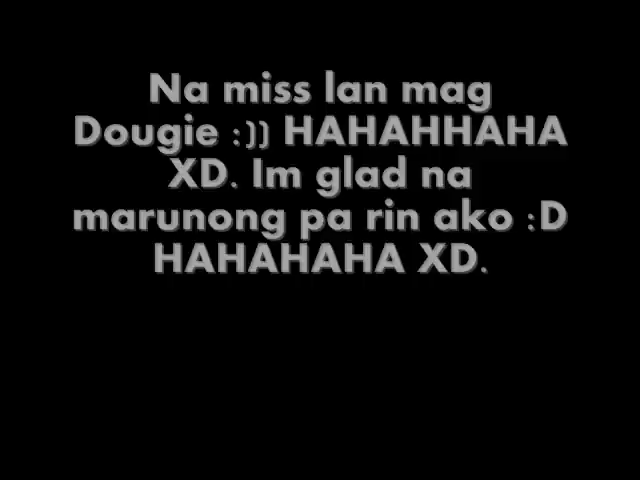 Na miss lan mag
Dougie :)) HAHAHHAHA
XD. Im glad na
marunong pa rin ako :D
HAHAHAHA XD.